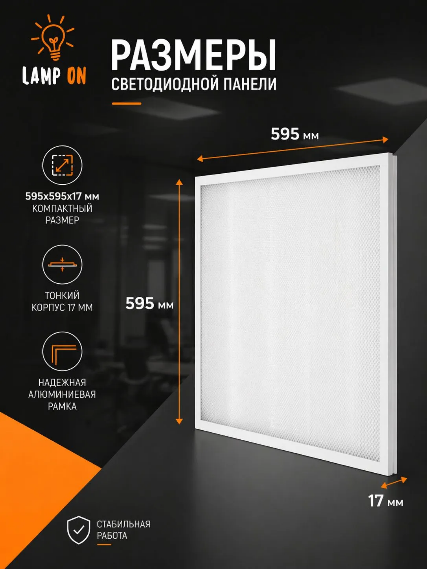 LAMP ON
РАЗМЕРЫ
СВЕТОДИОДНОЙ ПАНЕЛИ
595 мм
595х595х17 мм
КОМПАКТНЫЙ
РАЗМЕР
ТОНКИЙ
КОРПУС 17 ММ
595 мм
НАДЕЖНАЯ
АЛЮМИНИЕВАЯ
РАМКА
17 мм
СТАБИЛЬНАЯ
РАБОТА